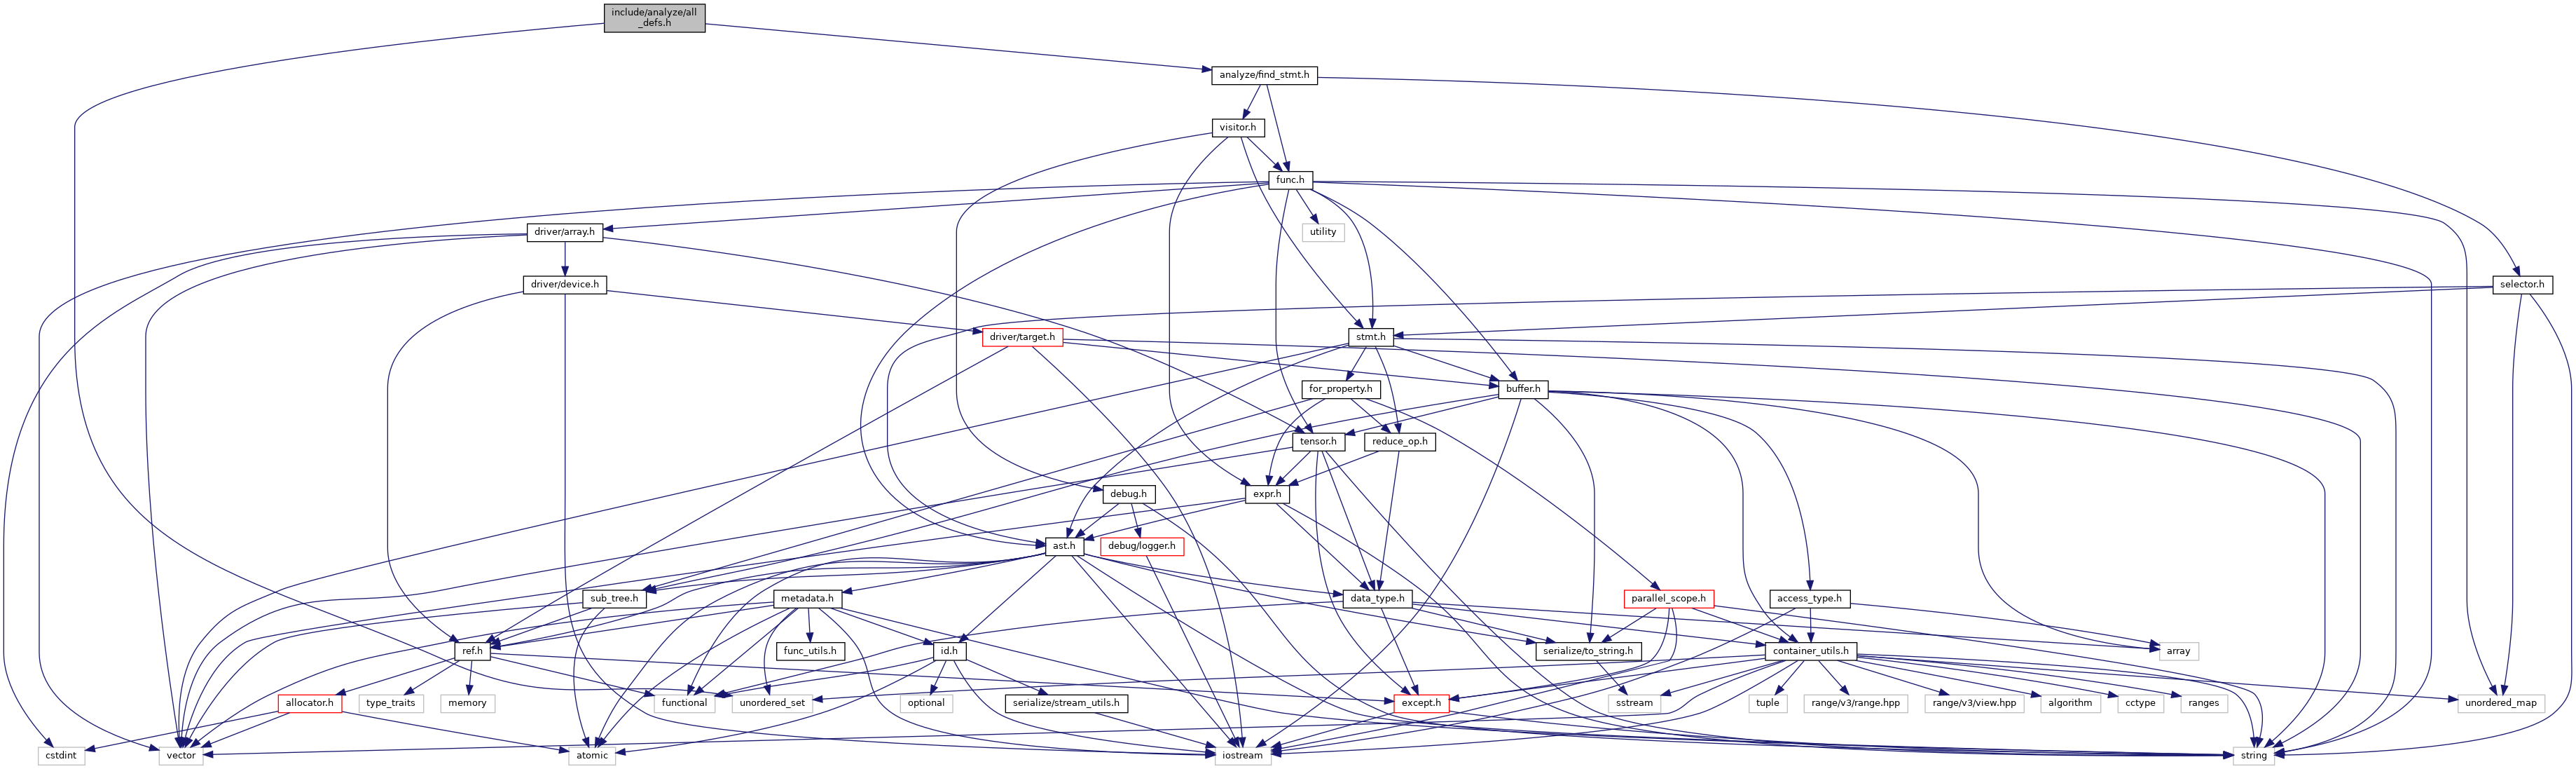 include/analyze/all
_defs.h
analyze/find_stmt.h
visitor.h
func.h
driver/array.h
utility
driver/device.h
selector.h
driver/target.h
stmt.h
for_property.h
buffer.h
tensor.h
reduce_op.h
debug.h
expr.h
ast.h
debug/logger.h
sub_tree.h
metadata.h
data_type.h
parallel_scope.h
access_type.h
ref.h
func_utils.h
id.h
serialize/to_string.h
container_utils.h
array
allocator.h
type_traits
memory
functional
unordered_set
optional
serialize/stream_utils.h
except.h
sstream
tuple
range/v3/range.hpp
range/v3/view.hpp
algorithm
cctype
ranges
unordered_map
cstdint
vector
atomic
iostream
string